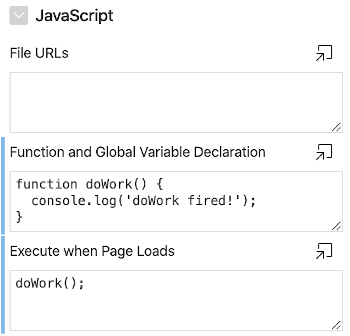 JavaScript
File URLs
Function and Global Variable Declaration
function doWork() {
  console.log('doWork fired!');
}
Execute when Page Loads
doWork();